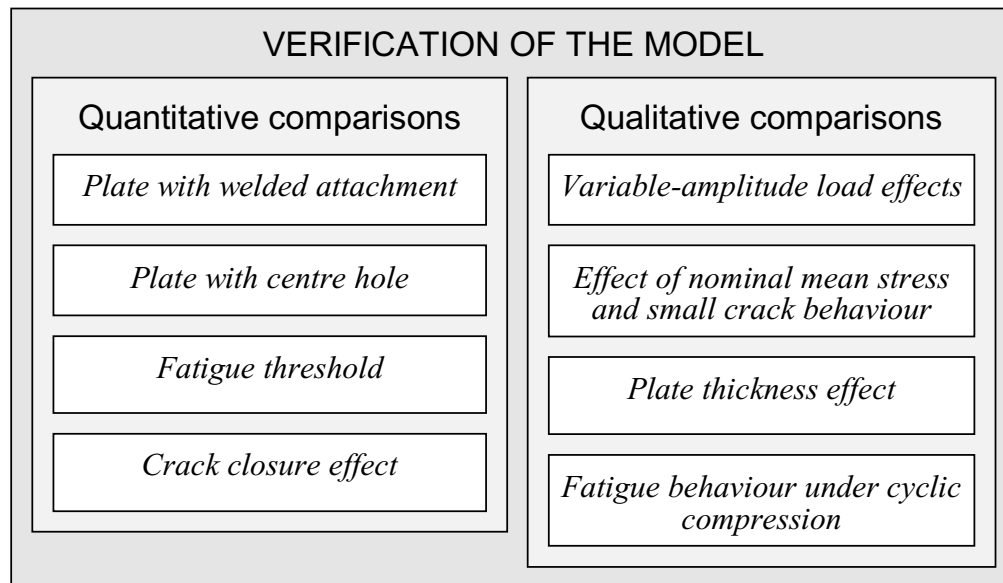 VERIFICATION OF THE MODEL
Quantitative comparisons
Plate with welded attachment
Plate with centre hole
Fatigue threshold
Crack closure effect
Qualitative comparisons
Variable-amplitude load effects
Effect of nominal mean stress
and small crack behaviour
Plate thickness effect
Fatigue behaviour under cyclic
compression